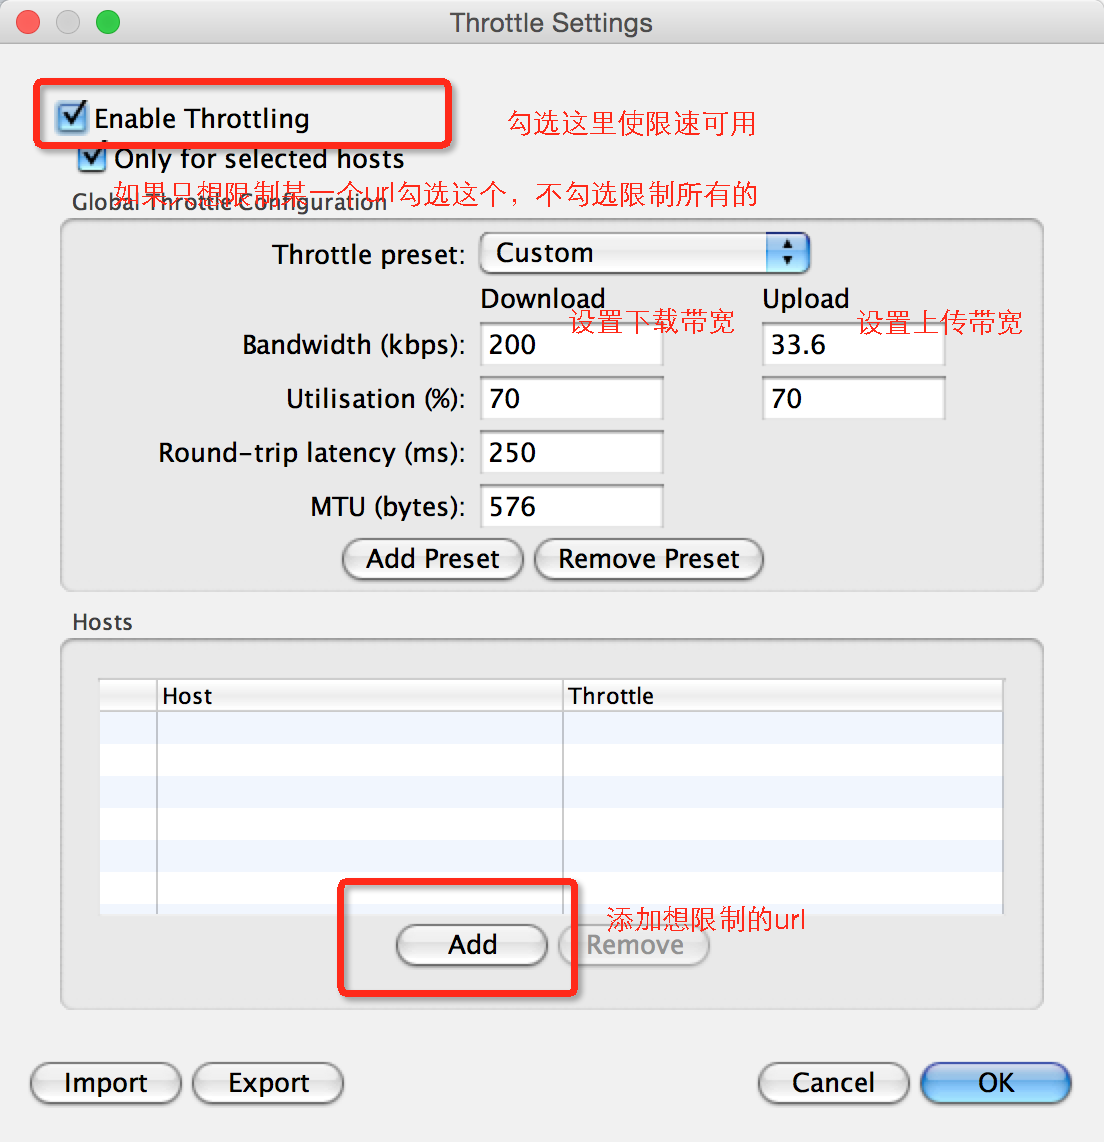 Throttle Settings
Enable Throttling
勾选这里使限速可用
Only for selected hosts
如果只想限制某一个url勾选这个，不勾选限制所有的
Global Throttle Configuration
Throttle preset: Custom
Download Upload
设置下载带宽 设置上传带宽
Bandwidth (kbps): 200 33.6
Utilisation (%): 70 70
Round-trip latency (ms): 250
MTU (bytes): 576
Add Preset Remove Preset
Hosts
Host Throttle
添加想限制的url
Add Remove
Import Export Cancel OK